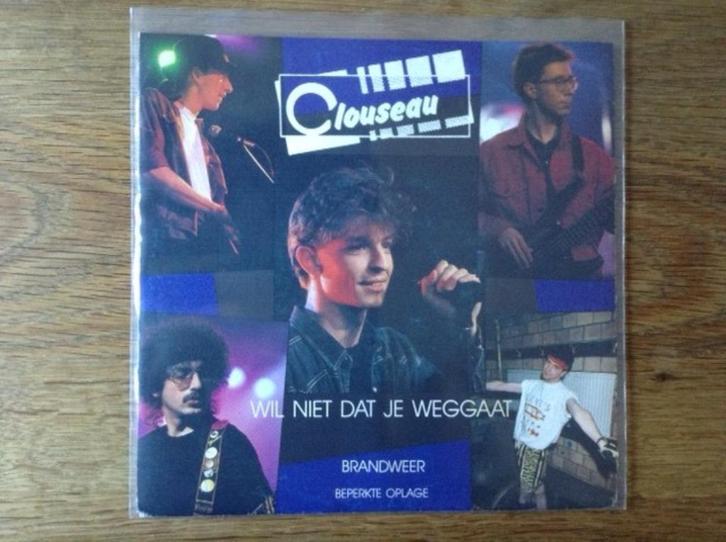 Clouseau
WIL NIET DAT JE WEGGAAT
BRANDWEER
BEPERKTE OPLAGE